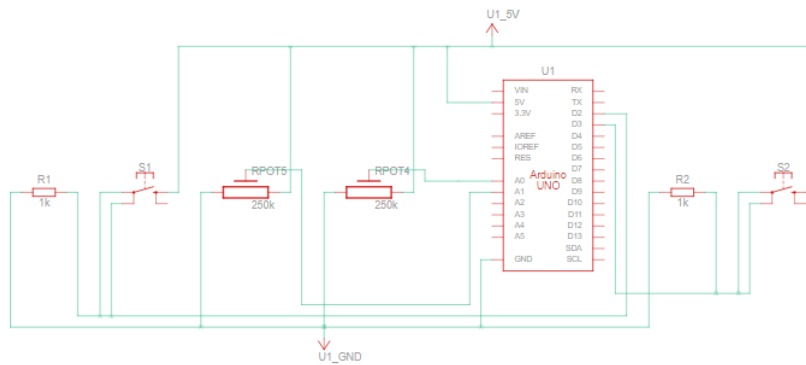 U1_5V
U1
VIN
5V
3.3V
AREF
IOREF
RES
A0
A1
A2
A3
A4
A5
GND
RX
TX
D2
D3
D4
D5
D6
D7
D8
D9
D10
D11
D12
D13
SDA
SCL
Arduino
UNO
R1
1k
S1
RPOT5
250k
RPOT4
250k
R2
1k
S2
U1_GND